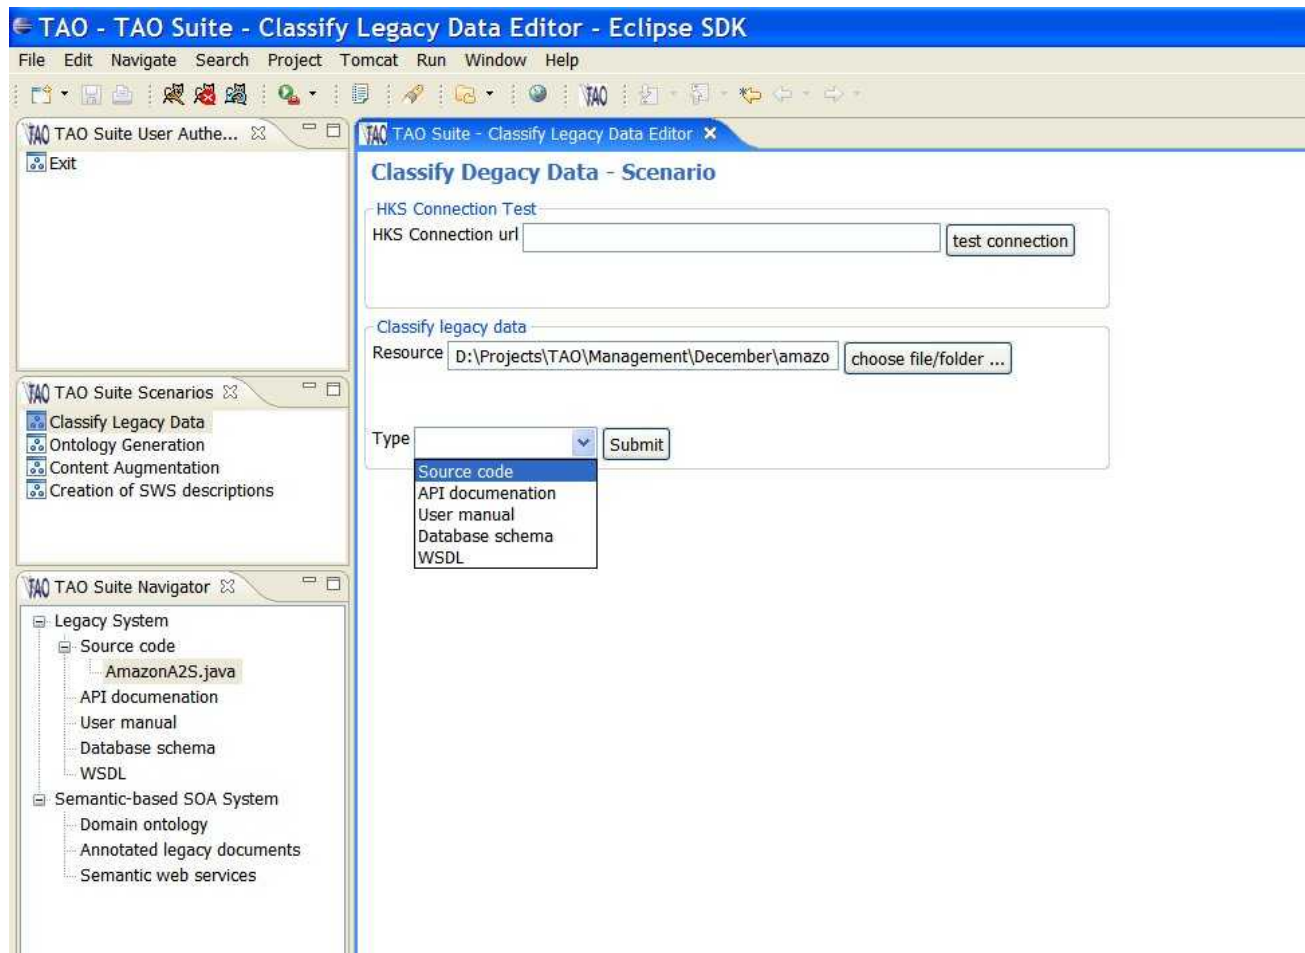 TAO - TAO Suite - Classify Legacy Data Editor - Eclipse SDK
File Edit Navigate Search Project Tomcat Run Window Help
TAO
TAO TAO Suite User Authe...
Exit
TAO TAO Suite Scenarios
Classify Legacy Data
Ontology Generation
Content Augmentation
Creation of SWS descriptions
TAO TAO Suite Navigator
Legacy System
Source code
AmazonA2S.java
API documenation
User manual
Database schema
WSDL
Semantic-based SOA System
Domain ontology
Annotated legacy documents
Semantic web services
TAO TAO Suite - Classify Legacy Data Editor
Classify Degacy Data - Scenario
HKS Connection Test
HKS Connection url test connection
Classify legacy data
Resource D:\Projects\TAO\Management\December\amazo choose file/folder ...
Type Submit
Source code
API documenation
User manual
Database schema
WSDL